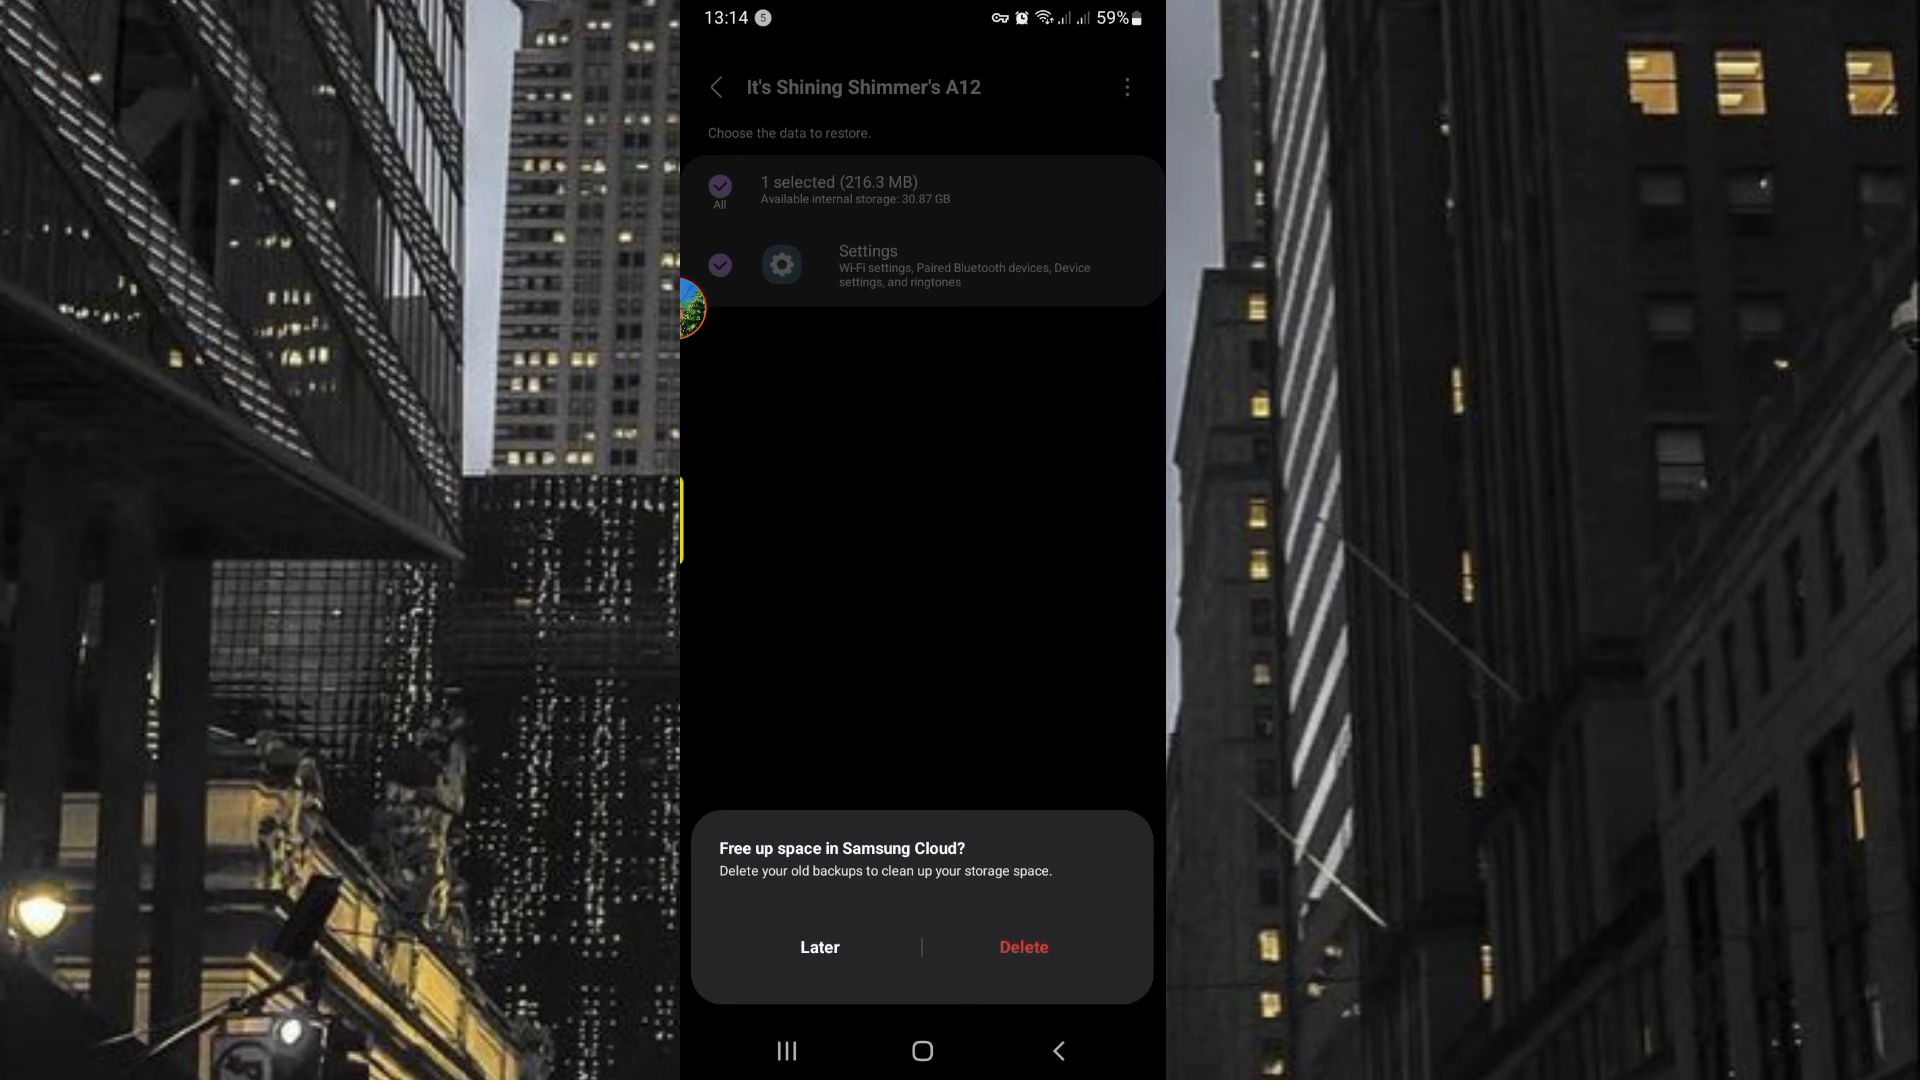 13:14 5 59%
It's Shining Shimmer's A12
Choose the data to restore.
1 selected (216.3 MB)
All
Available internal storage: 30.87 GB
Settings
Wi-Fi settings, Paired Bluetooth devices, Device
settings, and ringtones
Free up space in Samsung Cloud?
Delete your old backups to clean up your storage space.
Later Delete